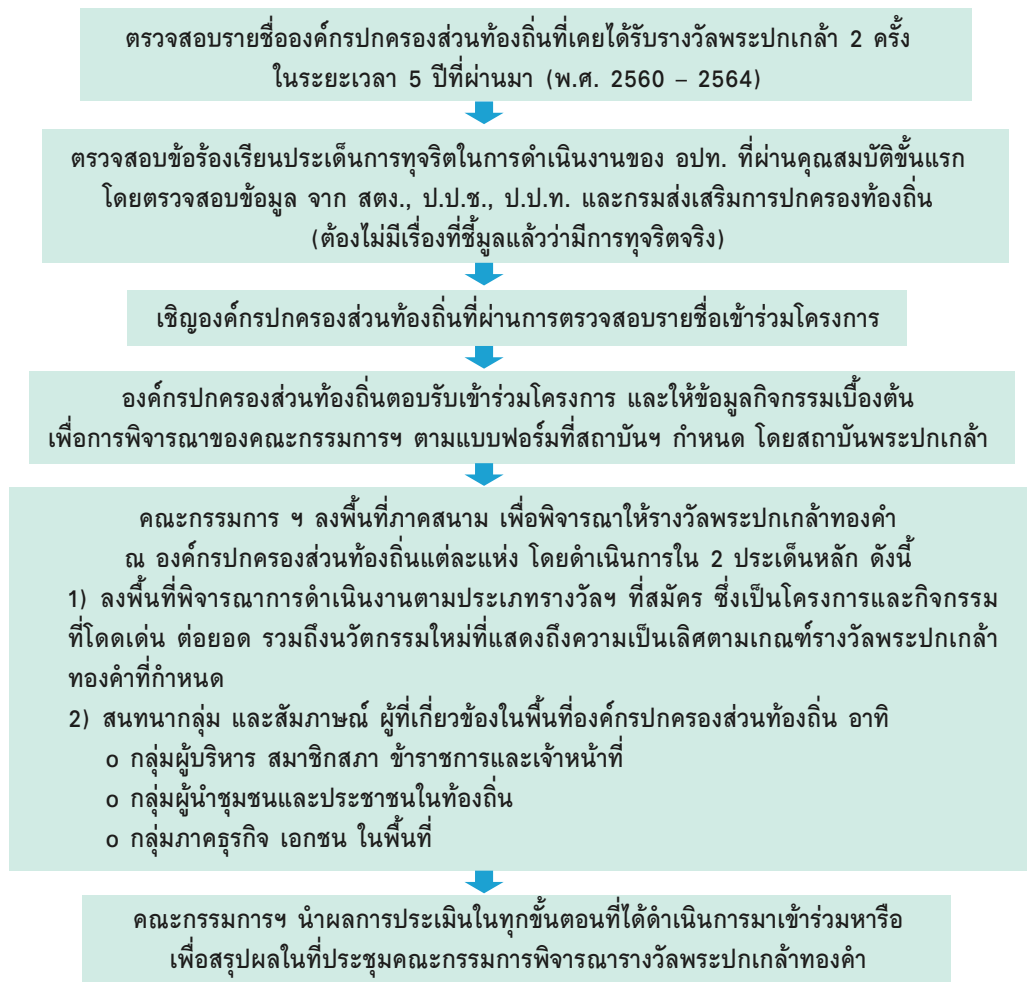 ตรวจสอบรายชื่อองค์กรปกครองส่วนท้องถิ่นที่เคยได้รับรางวัลพระปกเกล้า 2 ครั้ง
ในระยะเวลา 5 ปีที่ผ่านมา (พ.ศ. 2560 – 2564)
ตรวจสอบข้อร้องเรียนประเด็นการทุจริตในการดำเนินงานของ อปท. ที่ผ่านคุณสมบัติขั้นแรก
โดยตรวจสอบข้อมูล จาก สตง., ป.ป.ช., ป.ป.ท. และกรมส่งเสริมการปกครองท้องถิ่น
(ต้องไม่มีเรื่องที่ชี้มูลแล้วว่ามีการทุจริตจริง)
เชิญองค์กรปกครองส่วนท้องถิ่นที่ผ่านการตรวจสอบรายชื่อเข้าร่วมโครงการ
องค์กรปกครองส่วนท้องถิ่นตอบรับเข้าร่วมโครงการ และให้ข้อมูลกิจกรรมเบื้องต้น
เพื่อการพิจารณาของคณะกรรมการฯ ตามแบบฟอร์มที่สถาบันฯ กำหนด โดยสถาบันพระปกเกล้า
คณะกรรมการ ฯ ลงพื้นที่ภาคสนาม เพื่อพิจารณาให้รางวัลพระปกเกล้าทองคำ
ณ องค์กรปกครองส่วนท้องถิ่นแต่ละแห่ง โดยดำเนินการใน 2 ประเด็นหลัก ดังนี้
1) ลงพื้นที่พิจารณาการดำเนินงานตามประเภทรางวัลฯ ที่สมัคร ซึ่งเป็นโครงการและกิจกรรม
ที่โดดเด่น ต่อยอด รวมถึงนวัตกรรมใหม่ที่แสดงถึงความเป็นเลิศตามเกณฑ์รางวัลพระปกเกล้า
ทองคำที่กำหนด
2) สนทนากลุ่ม และสัมภาษณ์ ผู้ที่เกี่ยวข้องในพื้นที่องค์กรปกครองส่วนท้องถิ่น อาทิ
o กลุ่มผู้บริหาร สมาชิกสภา ข้าราชการและเจ้าหน้าที่
o กลุ่มผู้นำชุมชนและประชาชนในท้องถิ่น
o กลุ่มภาคธุรกิจ เอกชน ในพื้นที่
คณะกรรมการฯ นำผลการประเมินในทุกขั้นตอนที่ได้ดำเนินการมาเข้าร่วมหารือ
เพื่อสรุปผลในที่ประชุมคณะกรรมการพิจารณารางวัลพระปกเกล้าทองคำ